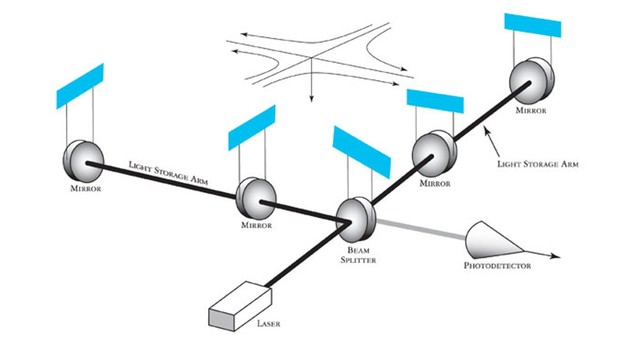 MIRROR
LIGHT STORAGE ARM
MIRROR
LIGHT STORAGE ARM
MIRROR
MIRROR
BEAM
SPLITTER
PHOTODETECTOR
LASER